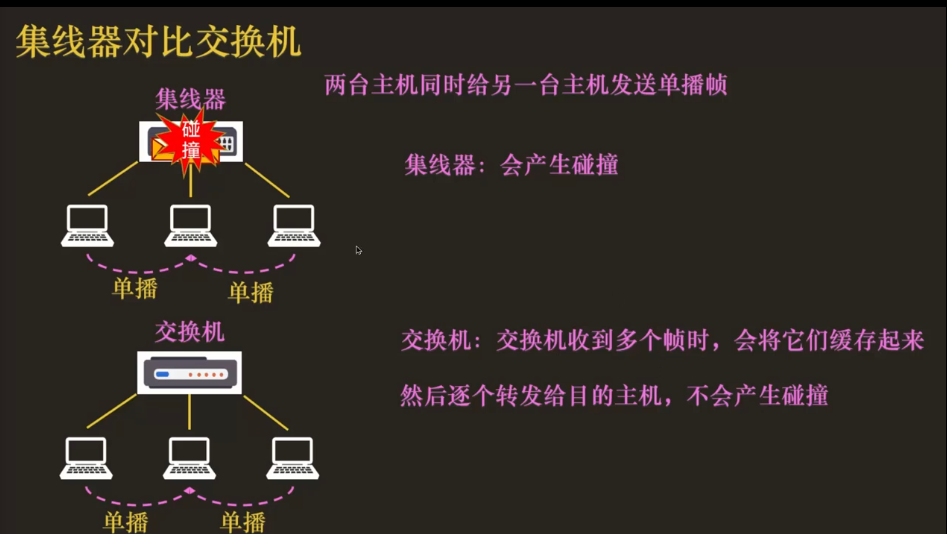 集线器对比交换机
两台主机同时给另一台主机发送单播帧
集线器
碰
撞
集线器：会产生碰撞
单播
单播
交换机
交换机：交换机收到多个帧时，会将它们缓存起来
然后逐个转发给目的主机，不会产生碰撞
单播
单播